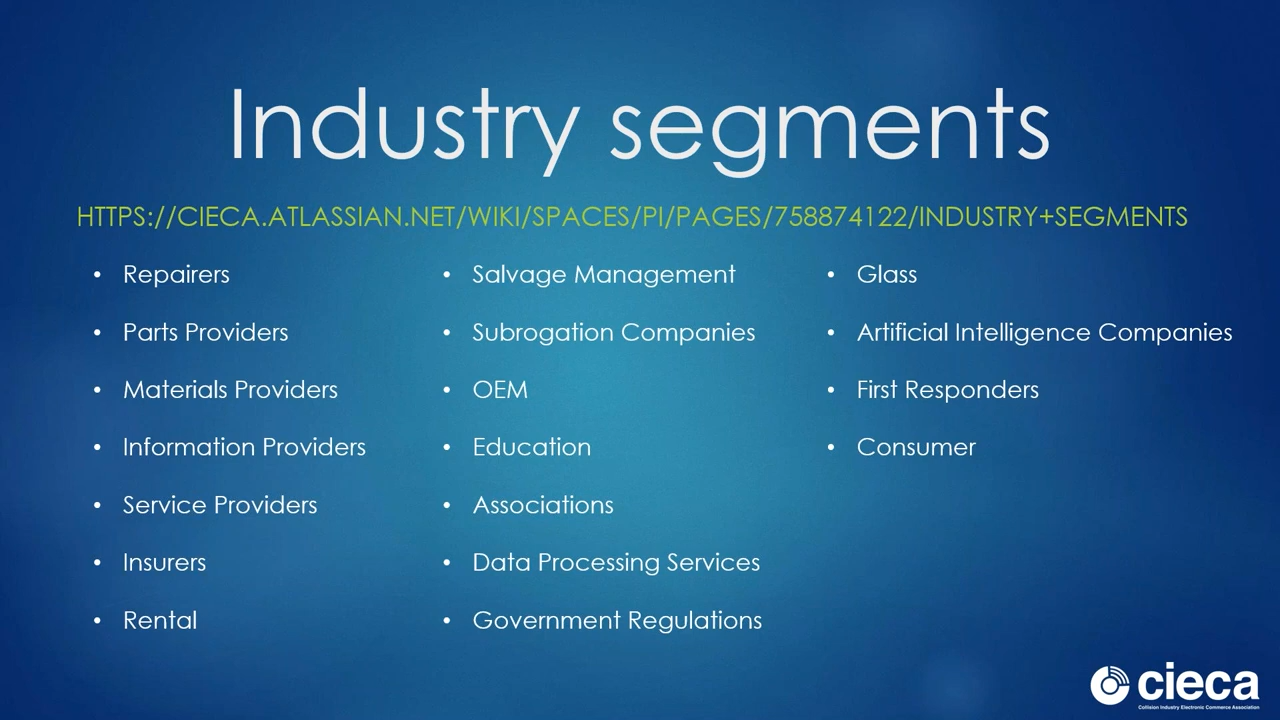 Industry segments
HTTPS://CIECA.ATLASSIAN.NET/WIKI/SPACES/PI/PAGES/758874122/INDUSTRY+SEGMENTS
• Repairers
• Parts Providers
• Materials Providers
• Information Providers
• Service Providers
• Insurers
• Rental
• Salvage Management
• Subrogation Companies
• OEM
• Education
• Associations
• Data Processing Services
• Government Regulations
• Glass
• Artificial Intelligence Companies
• First Responders
• Consumer
cieca
Collision Industry Electronic Commerce Association